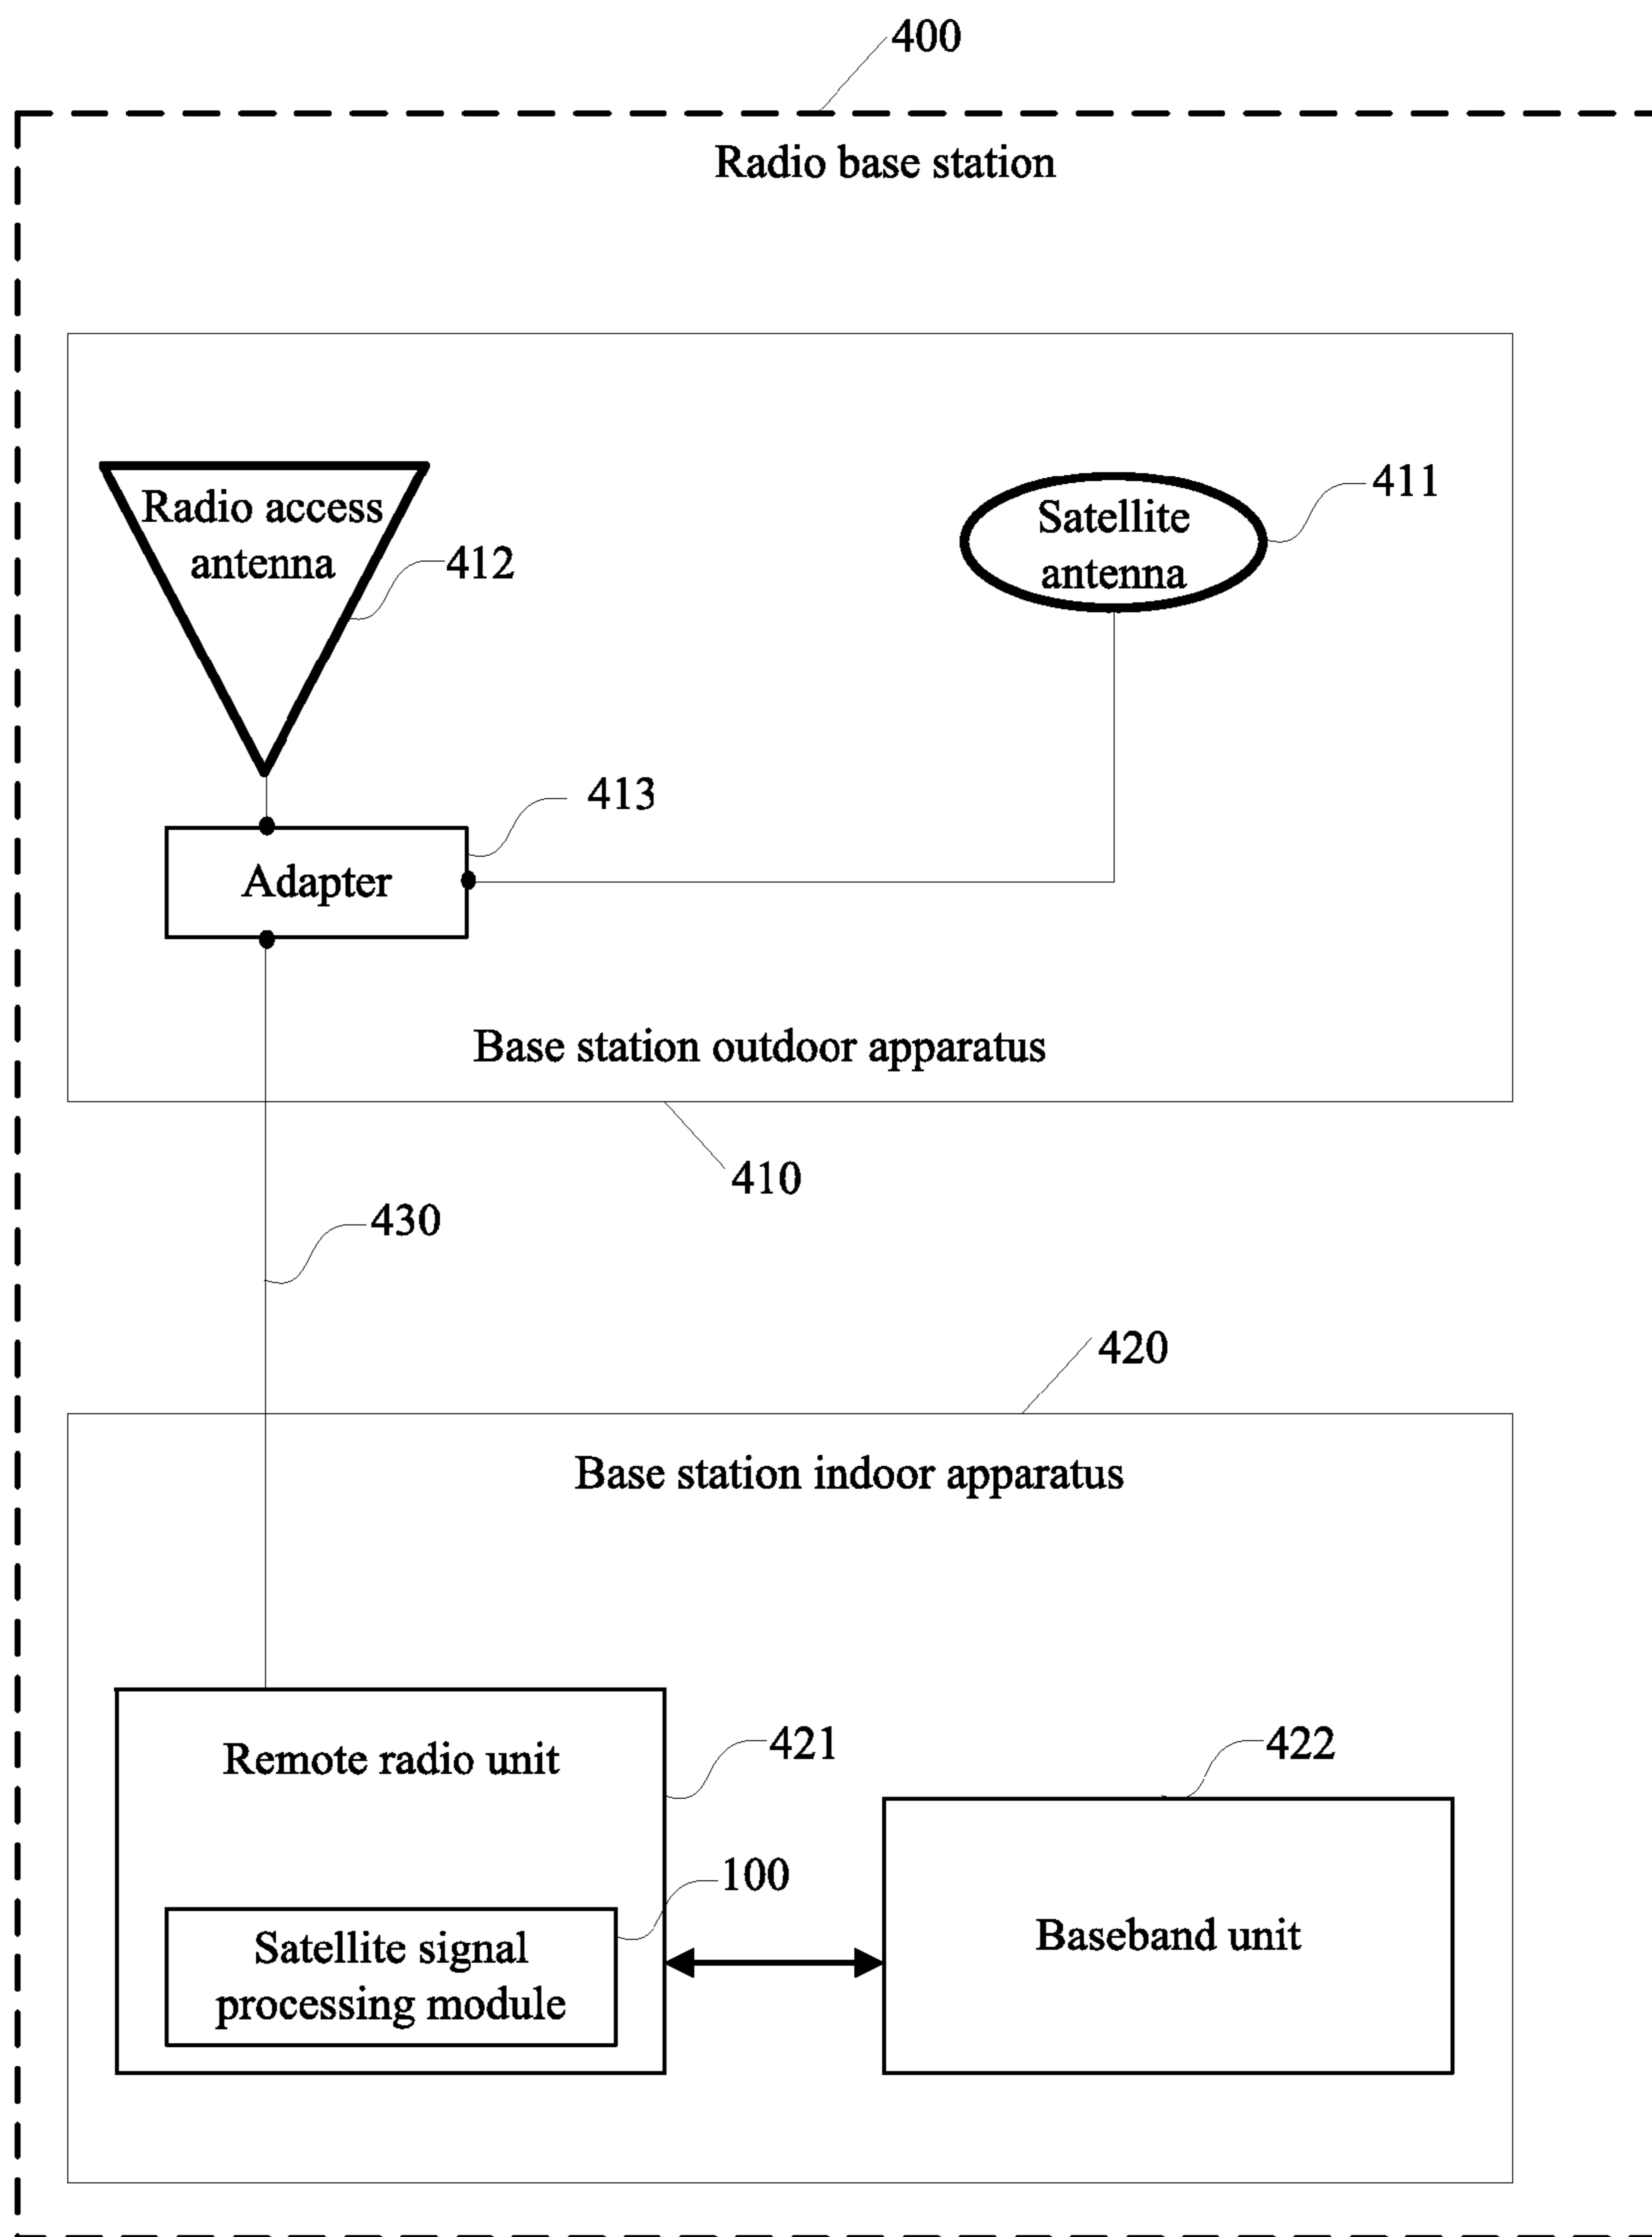 400
Radio base station
Radio access
antenna
412
Satellite
antenna
411
413
Adapter
Base station outdoor apparatus
410
430
420
Base station indoor apparatus
Remote radio unit
421
422
100
Satellite signal
processing module
Baseband unit